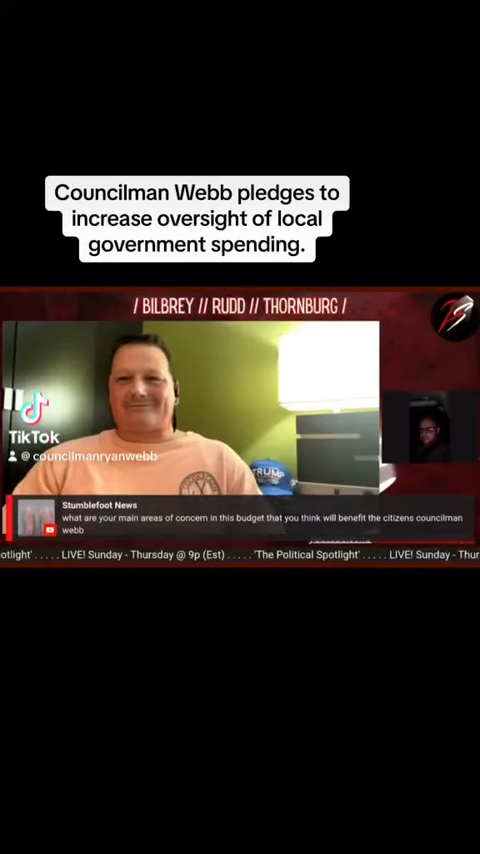 Councilman Webb pledges to
increase oversight of local
government spending.
/ BILBREY // RUDD // THORNBURG /
TikTok
@councilmanryanwebb
TRUMP
Stumblefoot News
what are your main areas of concern in this budget that you think will benefit the citizens councilman
webb
otlight' . . . . . LIVE! Sunday - Thursday @ 9p (Est) . . . . . 'The Political Spotlight' . . . . . LIVE! Sunday - Thur